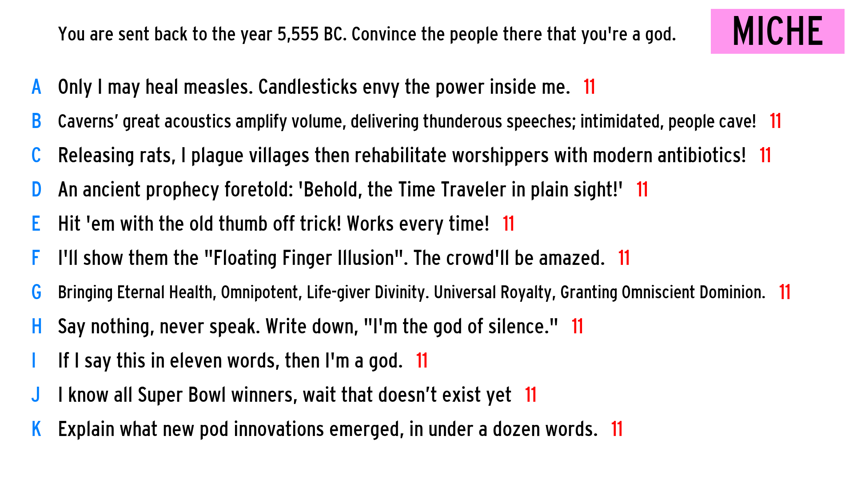 You are sent back to the year 5,555 BC. Convince the people there that you're a god.
MICHE
A Only I may heal measles. Candlesticks envy the power inside me. 11
B Caverns’ great acoustics amplify volume, delivering thunderous speeches; intimidated, people cave! 11
C Releasing rats, I plague villages then rehabilitate worshippers with modern antibiotics! 11
D An ancient prophecy foretold: 'Behold, the Time Traveler in plain sight!' 11
E Hit 'em with the old thumb off trick! Works every time! 11
F I'll show them the "Floating Finger Illusion". The crowd'll be amazed. 11
G Bringing Eternal Health, Omnipotent, Life-giver Divinity. Universal Royalty, Granting Omniscient Dominion. 11
H Say nothing, never speak. Write down, "I'm the god of silence." 11
I If I say this in eleven words, then I'm a god. 11
J I know all Super Bowl winners, wait that doesn’t exist yet 11
K Explain what new pod innovations emerged, in under a dozen words. 11